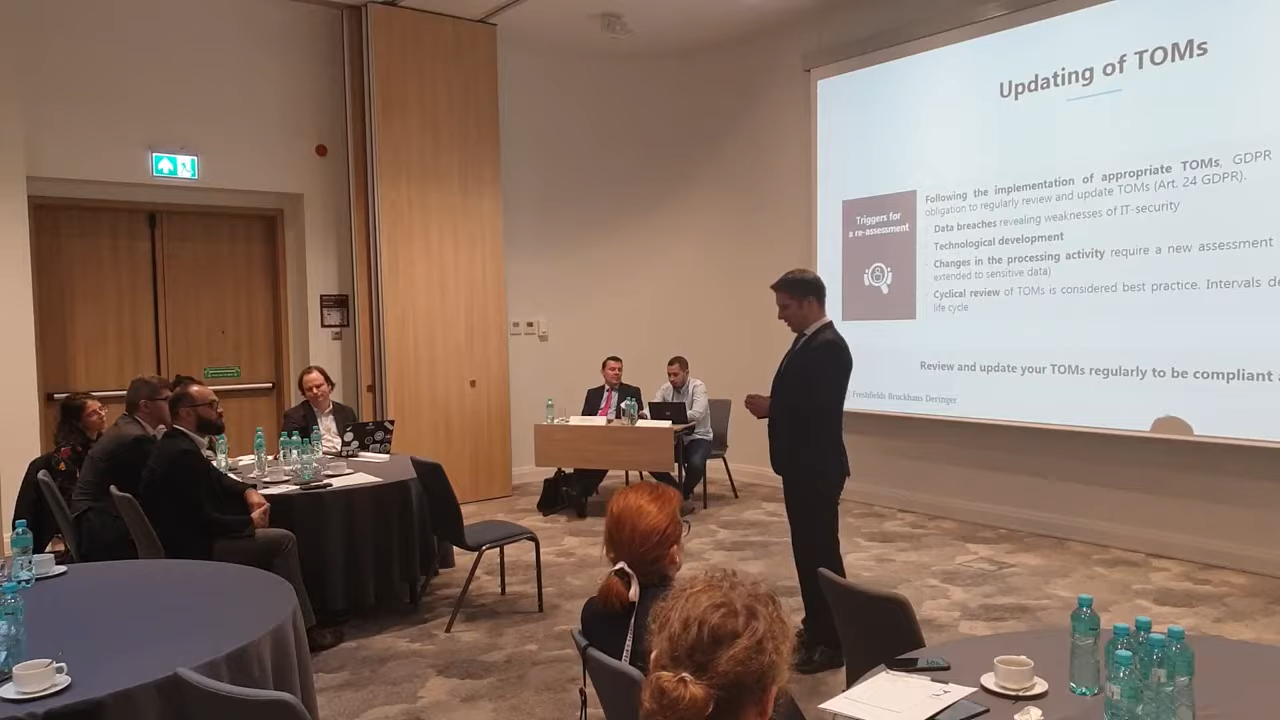 Updating of TOMs
Following the implementation of appropriate TOMs, GDPR
obligation to regularly review and update TOMs (Art. 24 GDPR).
Triggers for
a re-assessment
Data breaches revealing weaknesses of IT-security
Technological development
Changes in the processing activity require a new assessment
extended to sensitive data)
Cyclical review of TOMs is considered best practice. Intervals de
life cycle
Review and update your TOMs regularly to be compliant a
Freshfields Bruckhaus Deringer